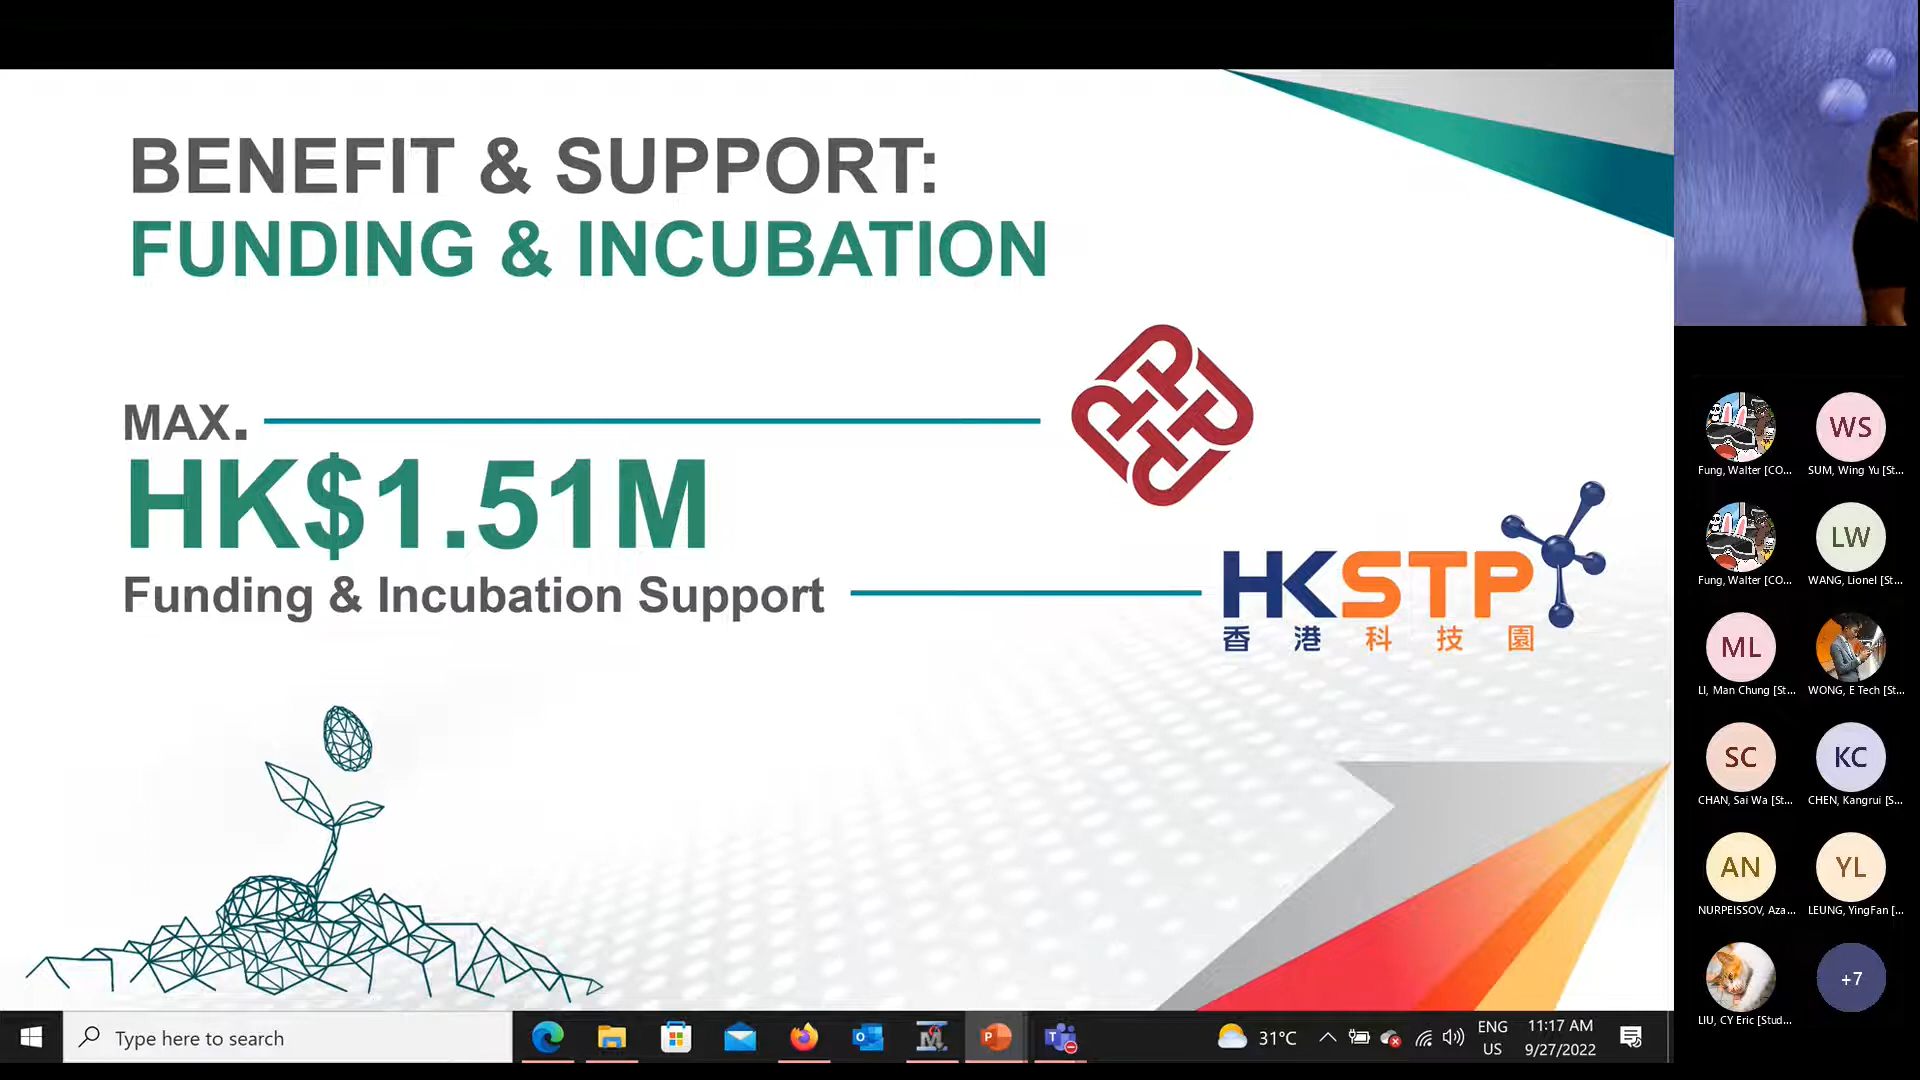 BENEFIT & SUPPORT:
FUNDING & INCUBATION
MAX.
HK$1.51M
Funding & Incubation Support
HKSTP
香港科技園
Fung, Walter [CO...
WS
SUM, Wing Yu [St...
Fung, Walter [CO...
LW
WANG, Lionel [St...
ML
LI, Man Chung [St...
WONG, E Tech [St...
SC
CHAN, Sai Wa [St...
KC
CHEN, Kangrui [S...
AN
NURPEISSOV, Aza...
YL
LEUNG, YingFan [...
LIU, CY Eric [Stud...
+7
Type here to search
31°C
ENG
US
11:17 AM
9/27/2022